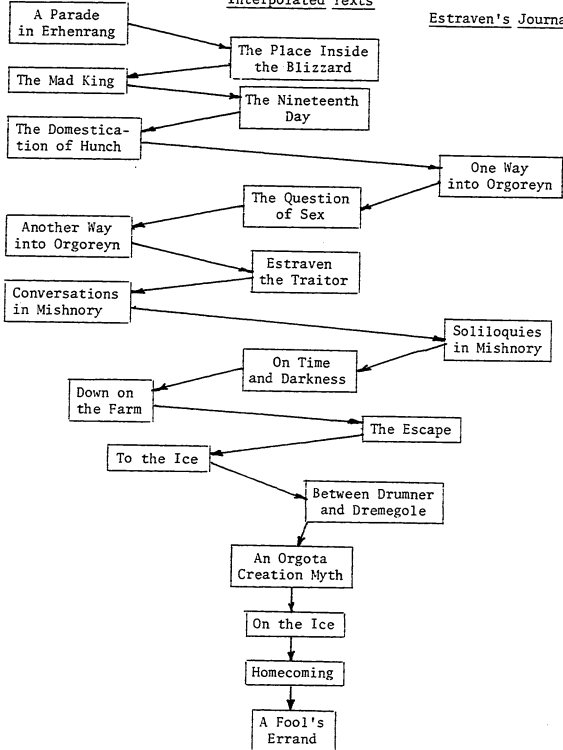 Interpolated Texts
Estraven's Journa
A Parade
in Erhenrang
The Place Inside
the Blizzard
The Mad King
The Nineteenth
Day
The Domestica-
tion of Hunch
One Way
into Orgoreyn
The Question
of Sex
Another Way
into Orgoreyn
Estraven
the Traitor
Conversations
in Mishnory
Soliloquies
in Mishnory
On Time
and Darkness
Down on
the Farm
The Escape
To the Ice
Between Drumner
and Dremegole
An Orgota
Creation Myth
On the Ice
Homecoming
A Fool's
Errand